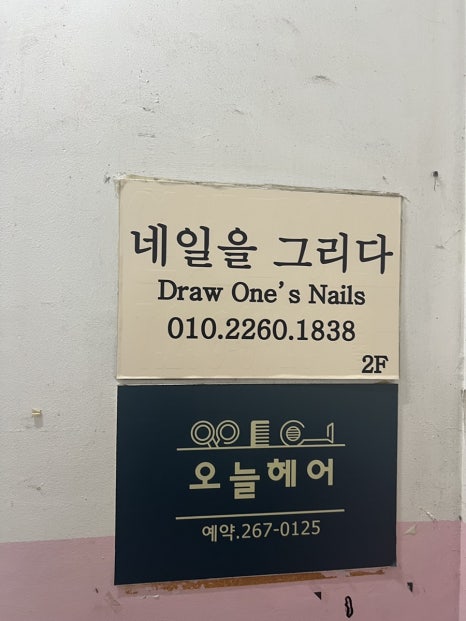 네일을 그리다
Draw One's Nails
010.2260.1838
2F
오늘헤어
예약.267-0125